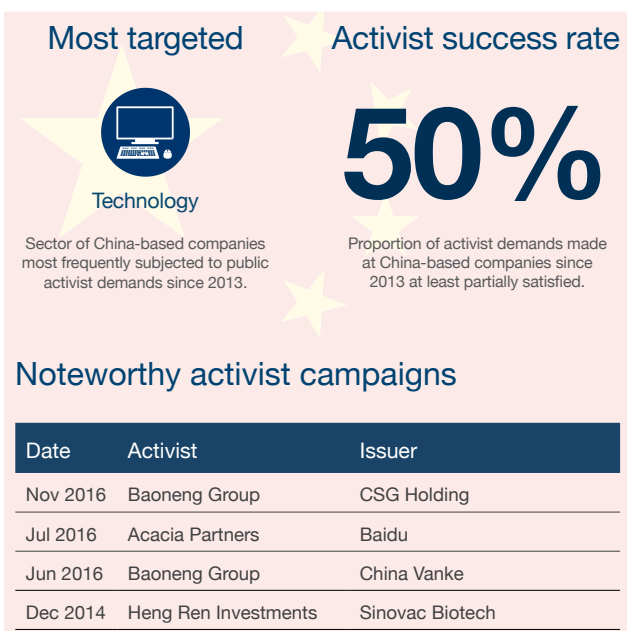 Most targeted
Technology
Sector of China-based companies
most frequently subjected to public
activist demands since 2013.
Activist success rate
50%
Proportion of activist demands made
at China-based companies since
2013 at least partially satisfied.
Noteworthy activist campaigns
Date Activist Issuer
Nov 2016 Baoneng Group CSG Holding
Jul 2016 Acacia Partners Baidu
Jun 2016 Baoneng Group China Vanke
Dec 2014 Heng Ren Investments Sinovac Biotech